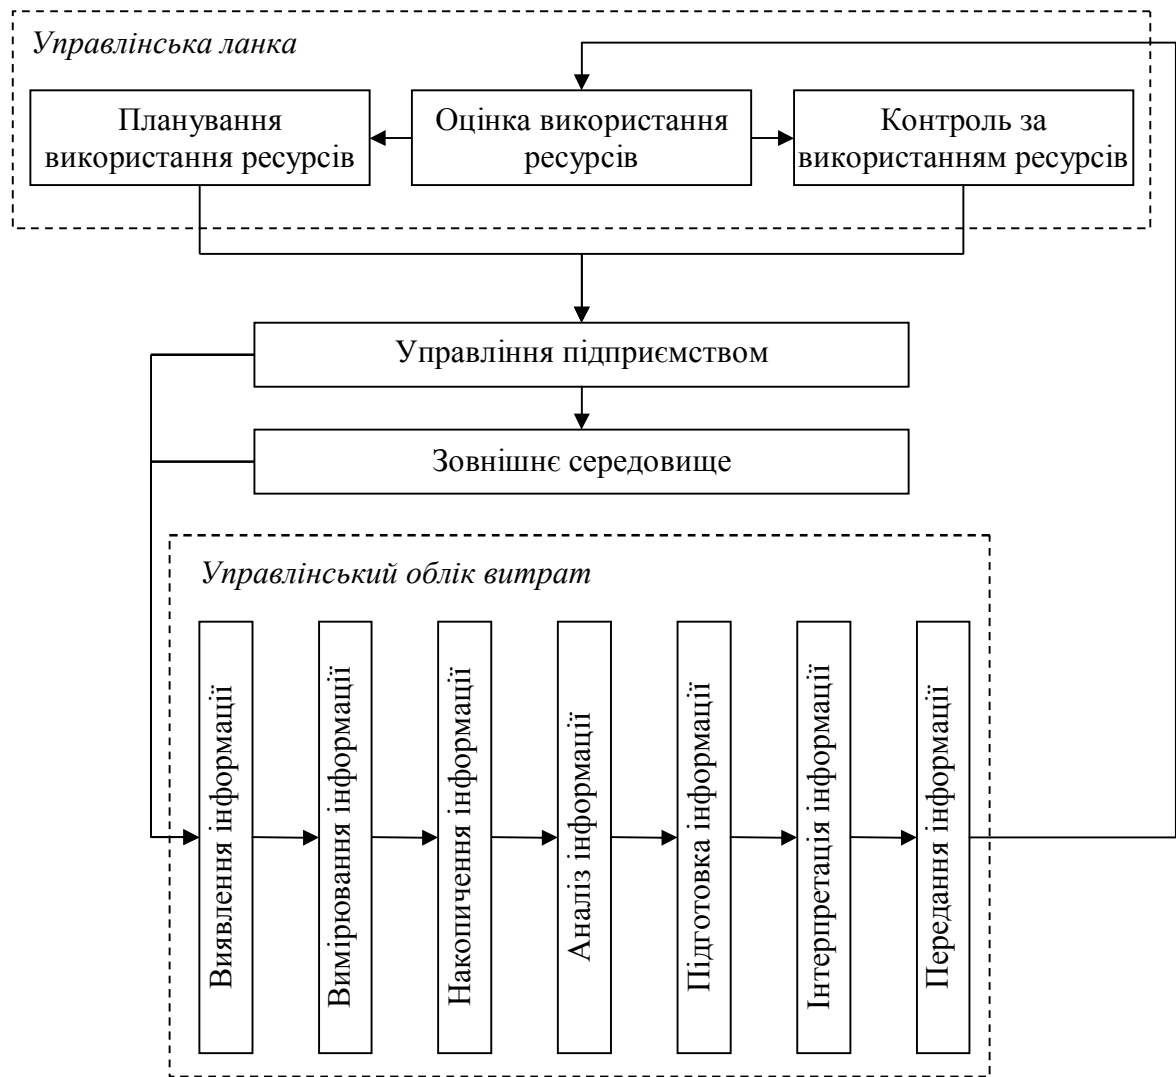 Управлінська ланка
Планування
використання ресурсів
Оцінка використання
ресурсів
Контроль за
використанням ресурсів
Управління підприємством
Зовнішнє середовище
Управлінський облік витрат
Виявлення інформації
Вимірювання інформації
Накопичення інформації
Аналіз інформації
Підготовка інформації
Інтерпретація інформації
Передання інформації